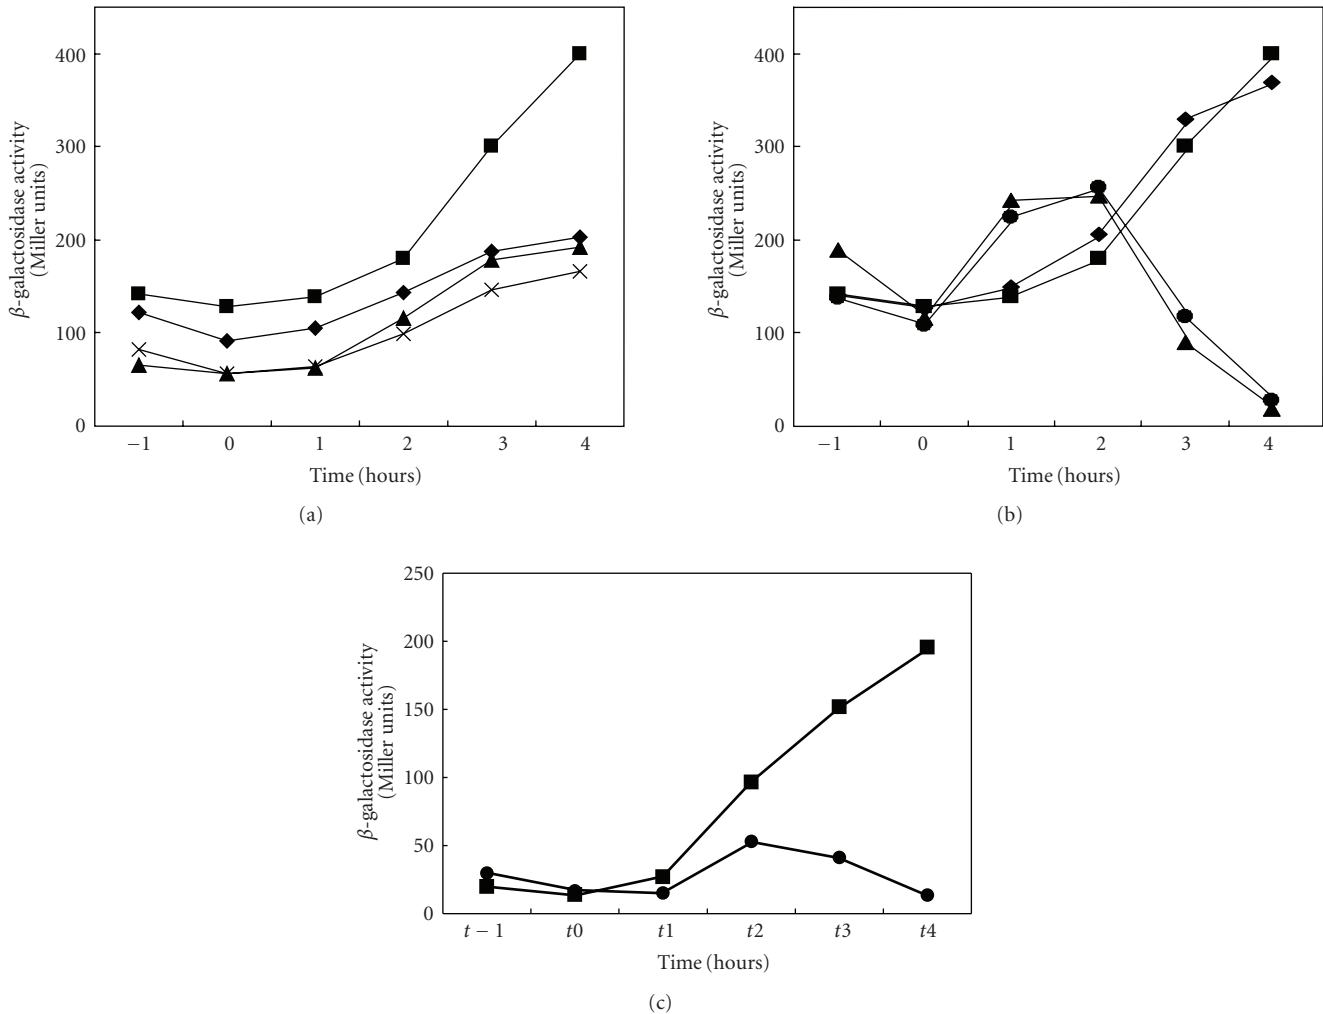 400
300
200
100
0
β-galactosidase activity
(Miller units)
−1 0 1 2 3 4
Time (hours)
(a)
400
300
200
100
0
β-galactosidase activity
(Miller units)
−1 0 1 2 3 4
Time (hours)
(b)
250
200
150
100
50
0
β-galactosidase activity
(Miller units)
t − 1 t0 t1 t2 t3 t4
Time (hours)
(c)